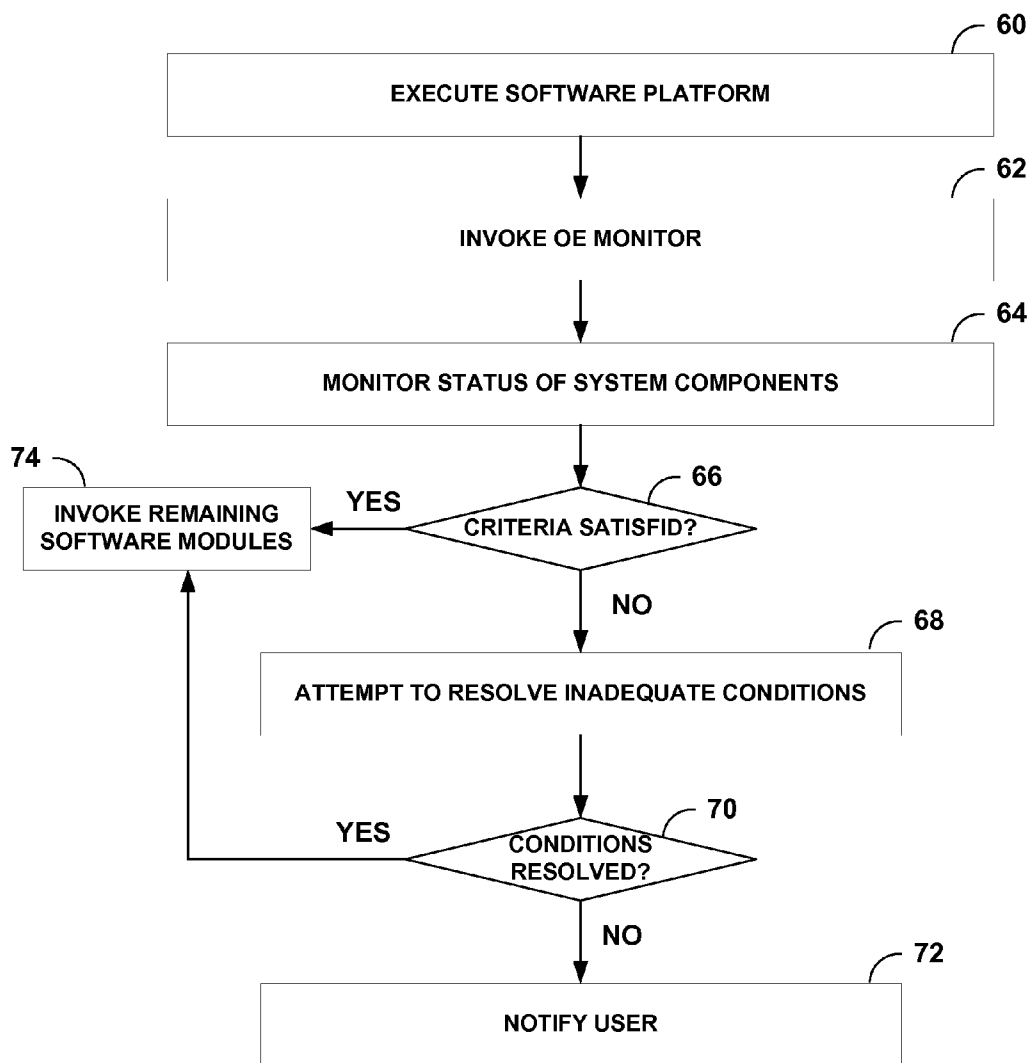 60
EXECUTE SOFTWARE PLATFORM
62
INVOKE OE MONITOR
64
MONITOR STATUS OF SYSTEM COMPONENTS
74
INVOKE REMAINING
SOFTWARE MODULES
YES
66
CRITERIA SATISFID?
NO
68
ATTEMPT TO RESOLVE INADEQUATE CONDITIONS
YES
70
CONDITIONS
RESOLVED?
NO
72
NOTIFY USER